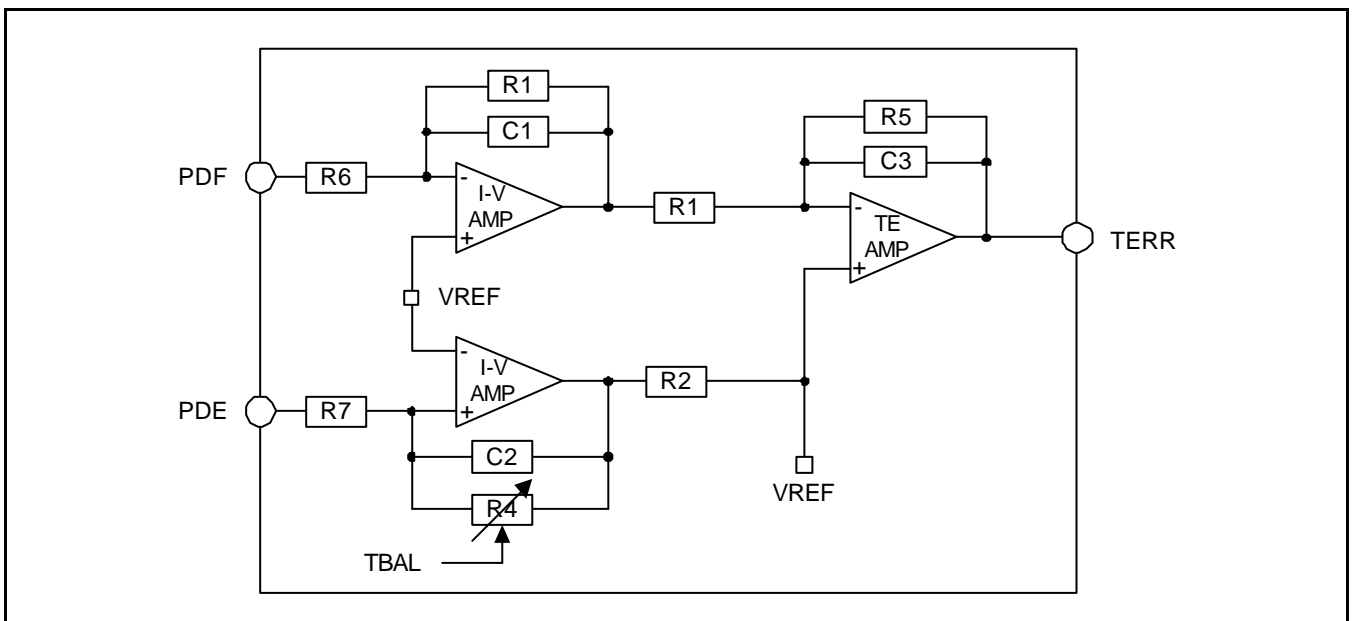 R1
C1
PDF
R6
-
I-V
AMP
+
R1
R5
C3
-
TE
AMP
+
TERR
VREF
-
I-V
AMP
+
R2
PDE
R7
C2
R4
TBAL
VREF